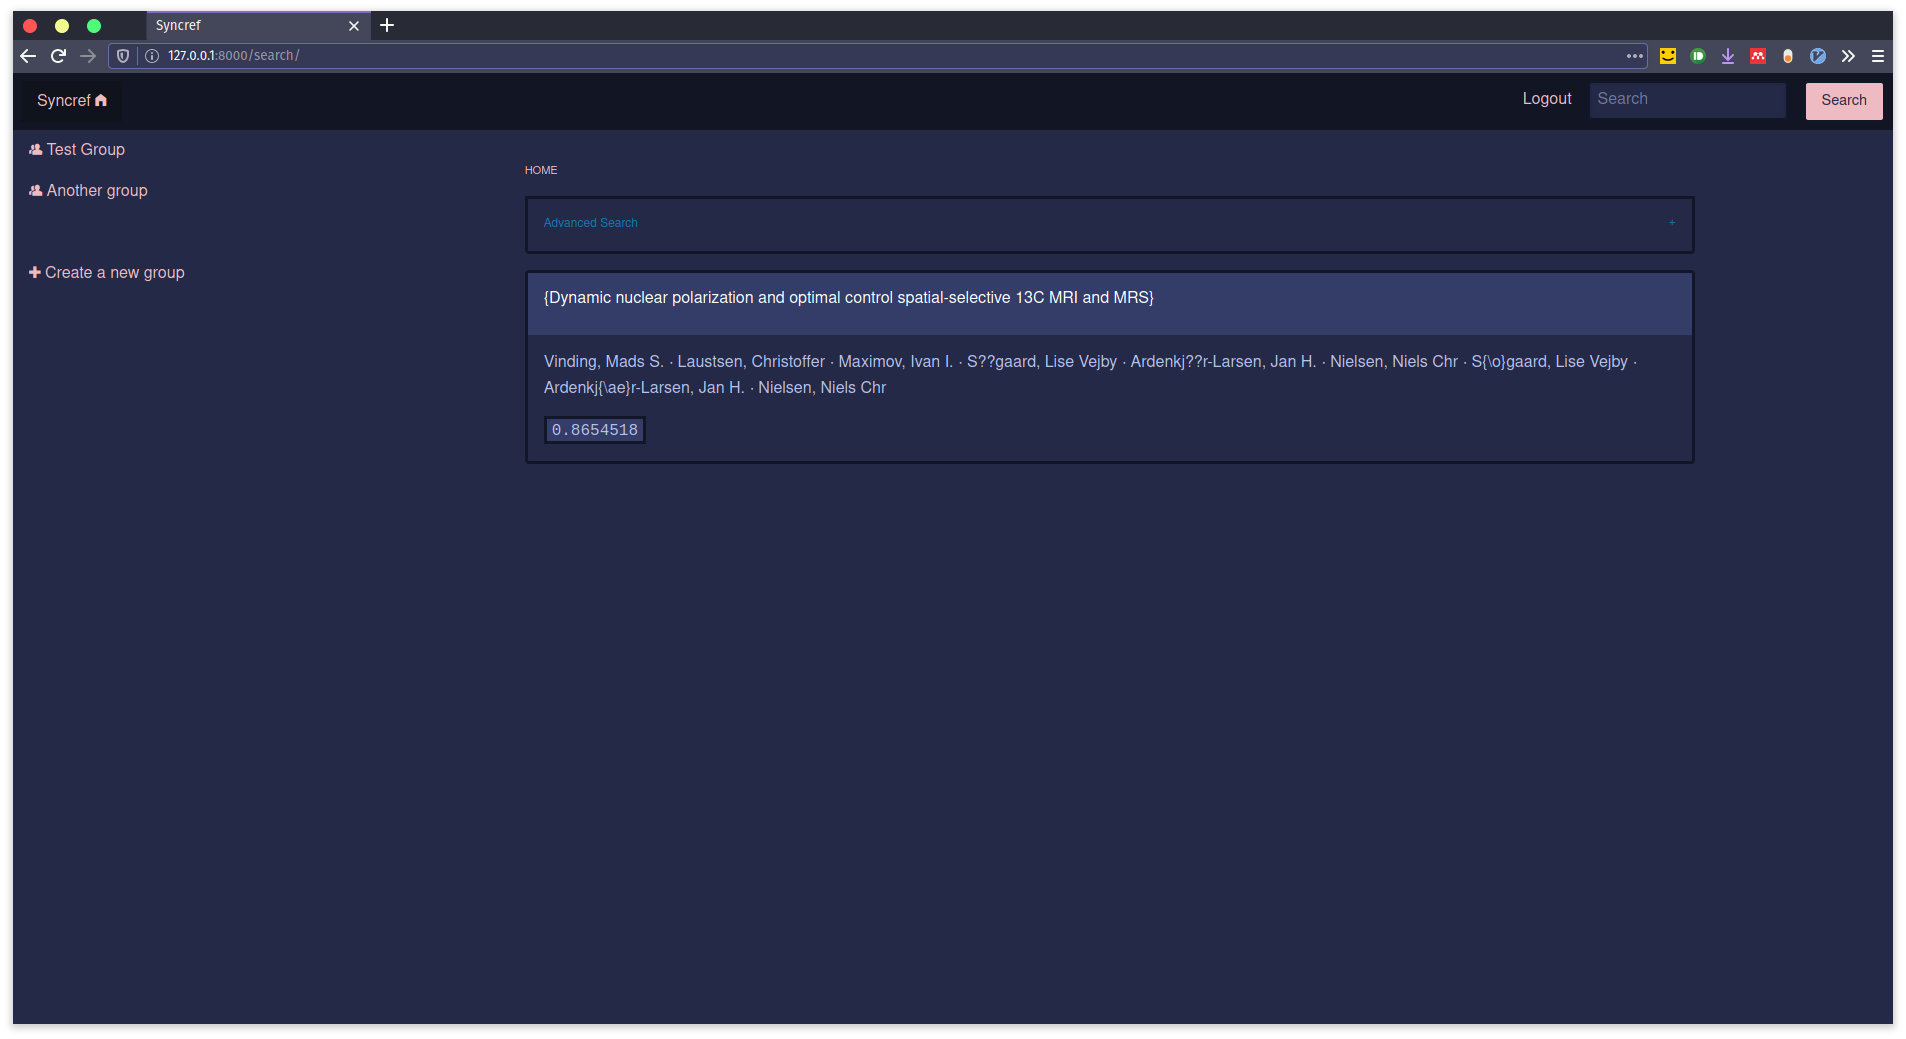 Syncref
127.0.0.1:8000/search/
Syncref
Logout
Search
Search
Test Group
Another group
Create a new group
HOME
Advanced Search +
{Dynamic nuclear polarization and optimal control spatial-selective 13C MRI and MRS}
Vinding, Mads S. · Laustsen, Christoffer · Maximov, Ivan I. · S??gaard, Lise Vejby · Ardenkj??r-Larsen, Jan H. · Nielsen, Niels Chr · S{\o}gaard, Lise Vejby ·
Ardenkj{\ae}r-Larsen, Jan H. · Nielsen, Niels Chr
0.8654518